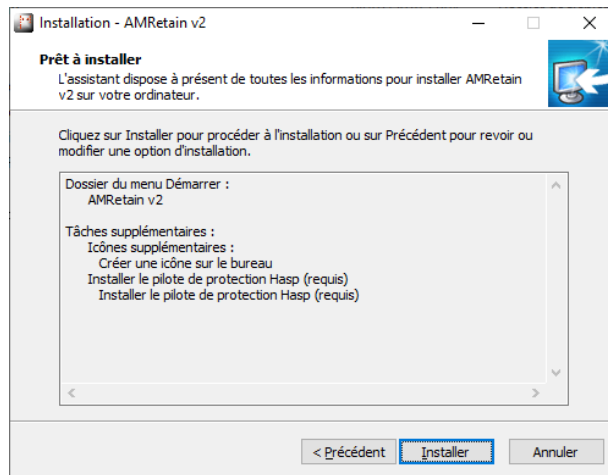 Installation - AMRetain v2
Prêt à installer
L'assistant dispose à présent de toutes les informations pour installer AMRetain
v2 sur votre ordinateur.
Cliquez sur Installer pour procéder à l'installation ou sur Précédent pour revoir ou
modifier une option d'installation.
Dossier du menu Démarrer :
AMRetain v2
Tâches supplémentaires :
Icônes supplémentaires :
Créer une icône sur le bureau
Installer le pilote de protection Hasp (requis)
Installer le pilote de protection Hasp (requis)
< Précédent
Installer
Annuler